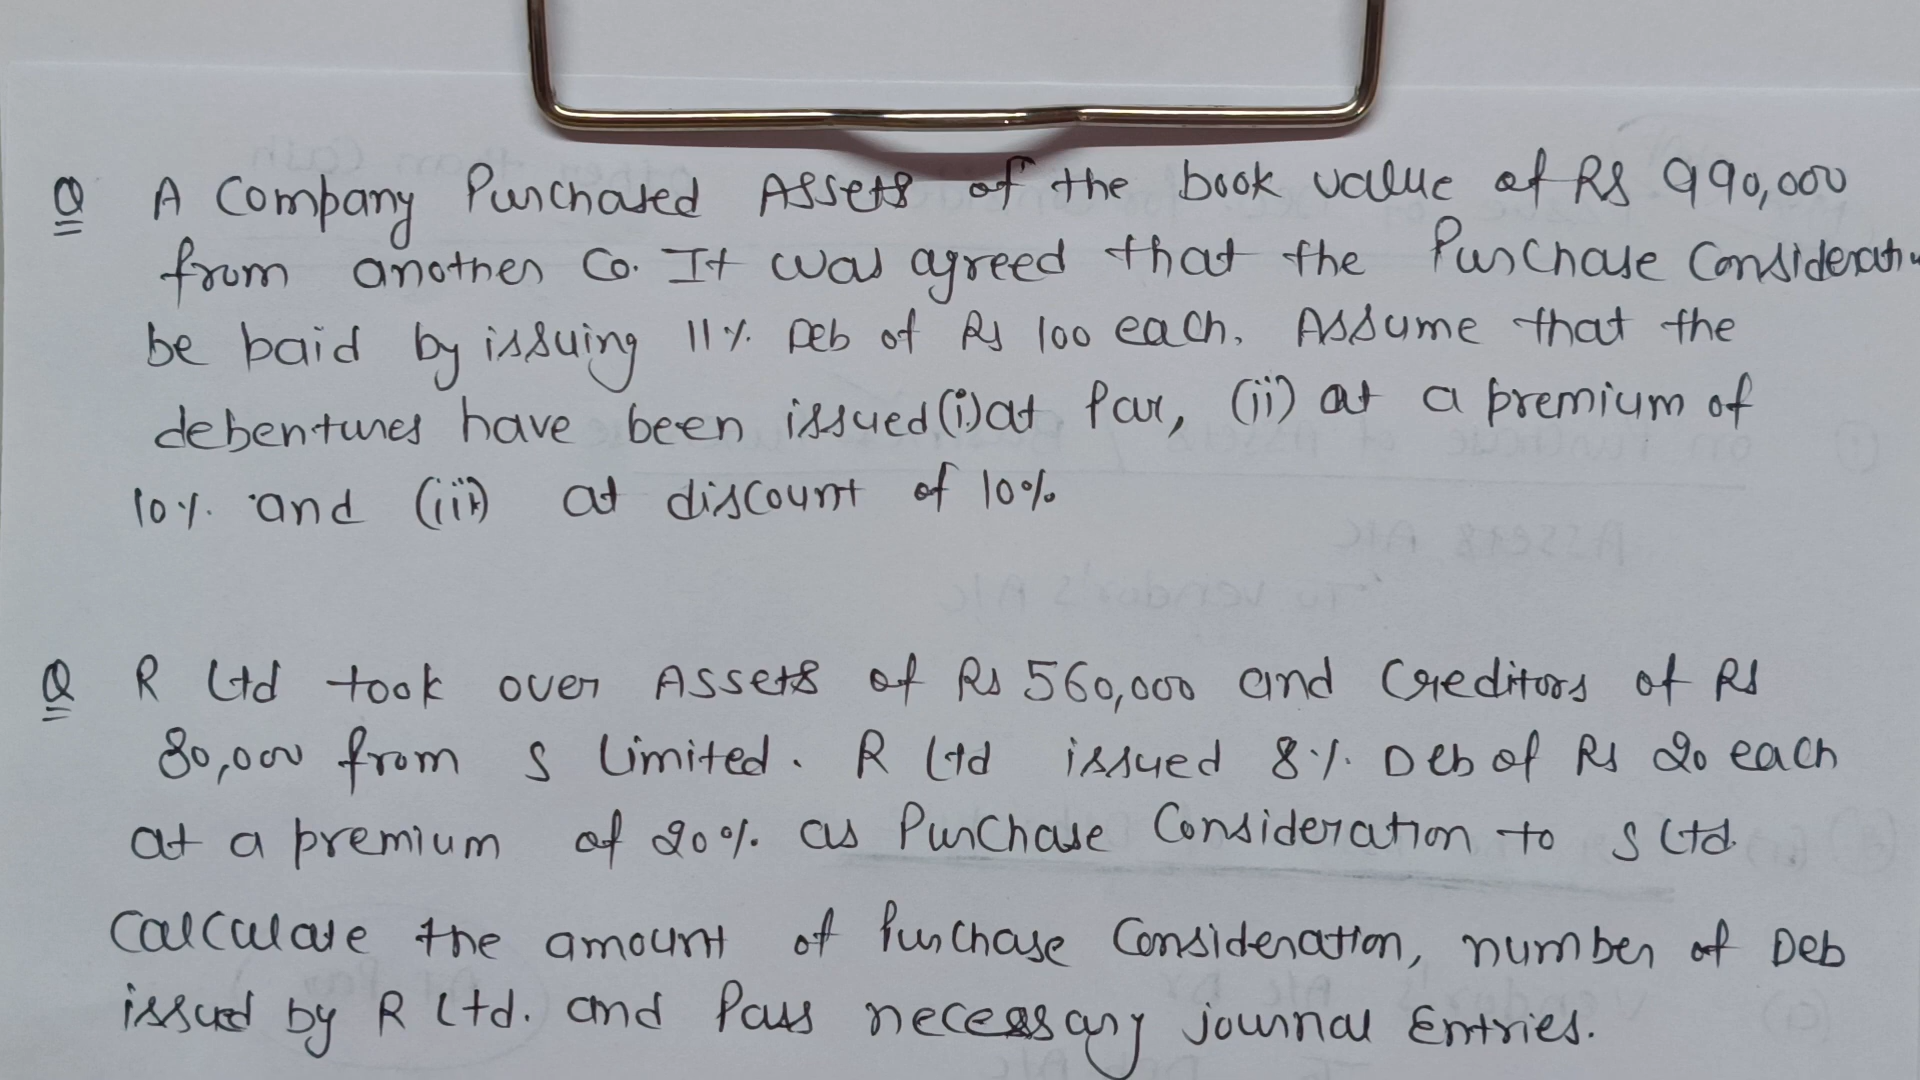 Q A Company Purchased Assets of the book value of Rs 990,000
from another Co. It was agreed that the Purchase Consideratio
be paid by issuing 11% Deb of Rs 100 each. Assume that the
debentures have been issued (i) at Par, (ii) at a premium of
10% and (iii) at discount of 10%
Q R Ltd took over Assets of Rs 560,000 and Creditors of Rs
80,000 from S Limited. R Ltd issued 8% Deb of Rs 20 each
at a premium of 20% as Purchase Consideration to S Ltd.
Calculate the amount of Purchase Consideration, number of Deb
issued by R Ltd. and Pass necessary journal Entries.